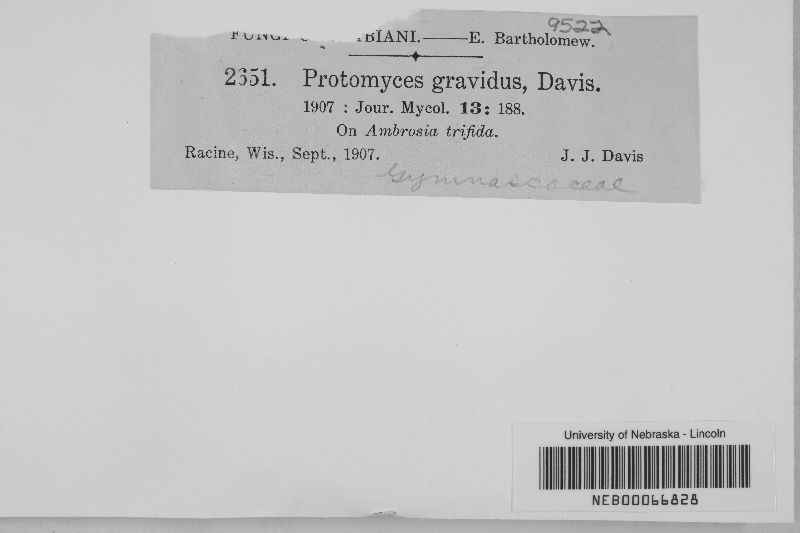 9522
FUNGI BIANI.——E. Bartholomew.
2351. Protomyces gravidus, Davis.
1907 : Jour. Mycol. 13: 188.
On Ambrosia trifida.
Racine, Wis., Sept., 1907. J. J. Davis
Gymnascaceae
University of Nebraska - Lincoln
NEB00066828